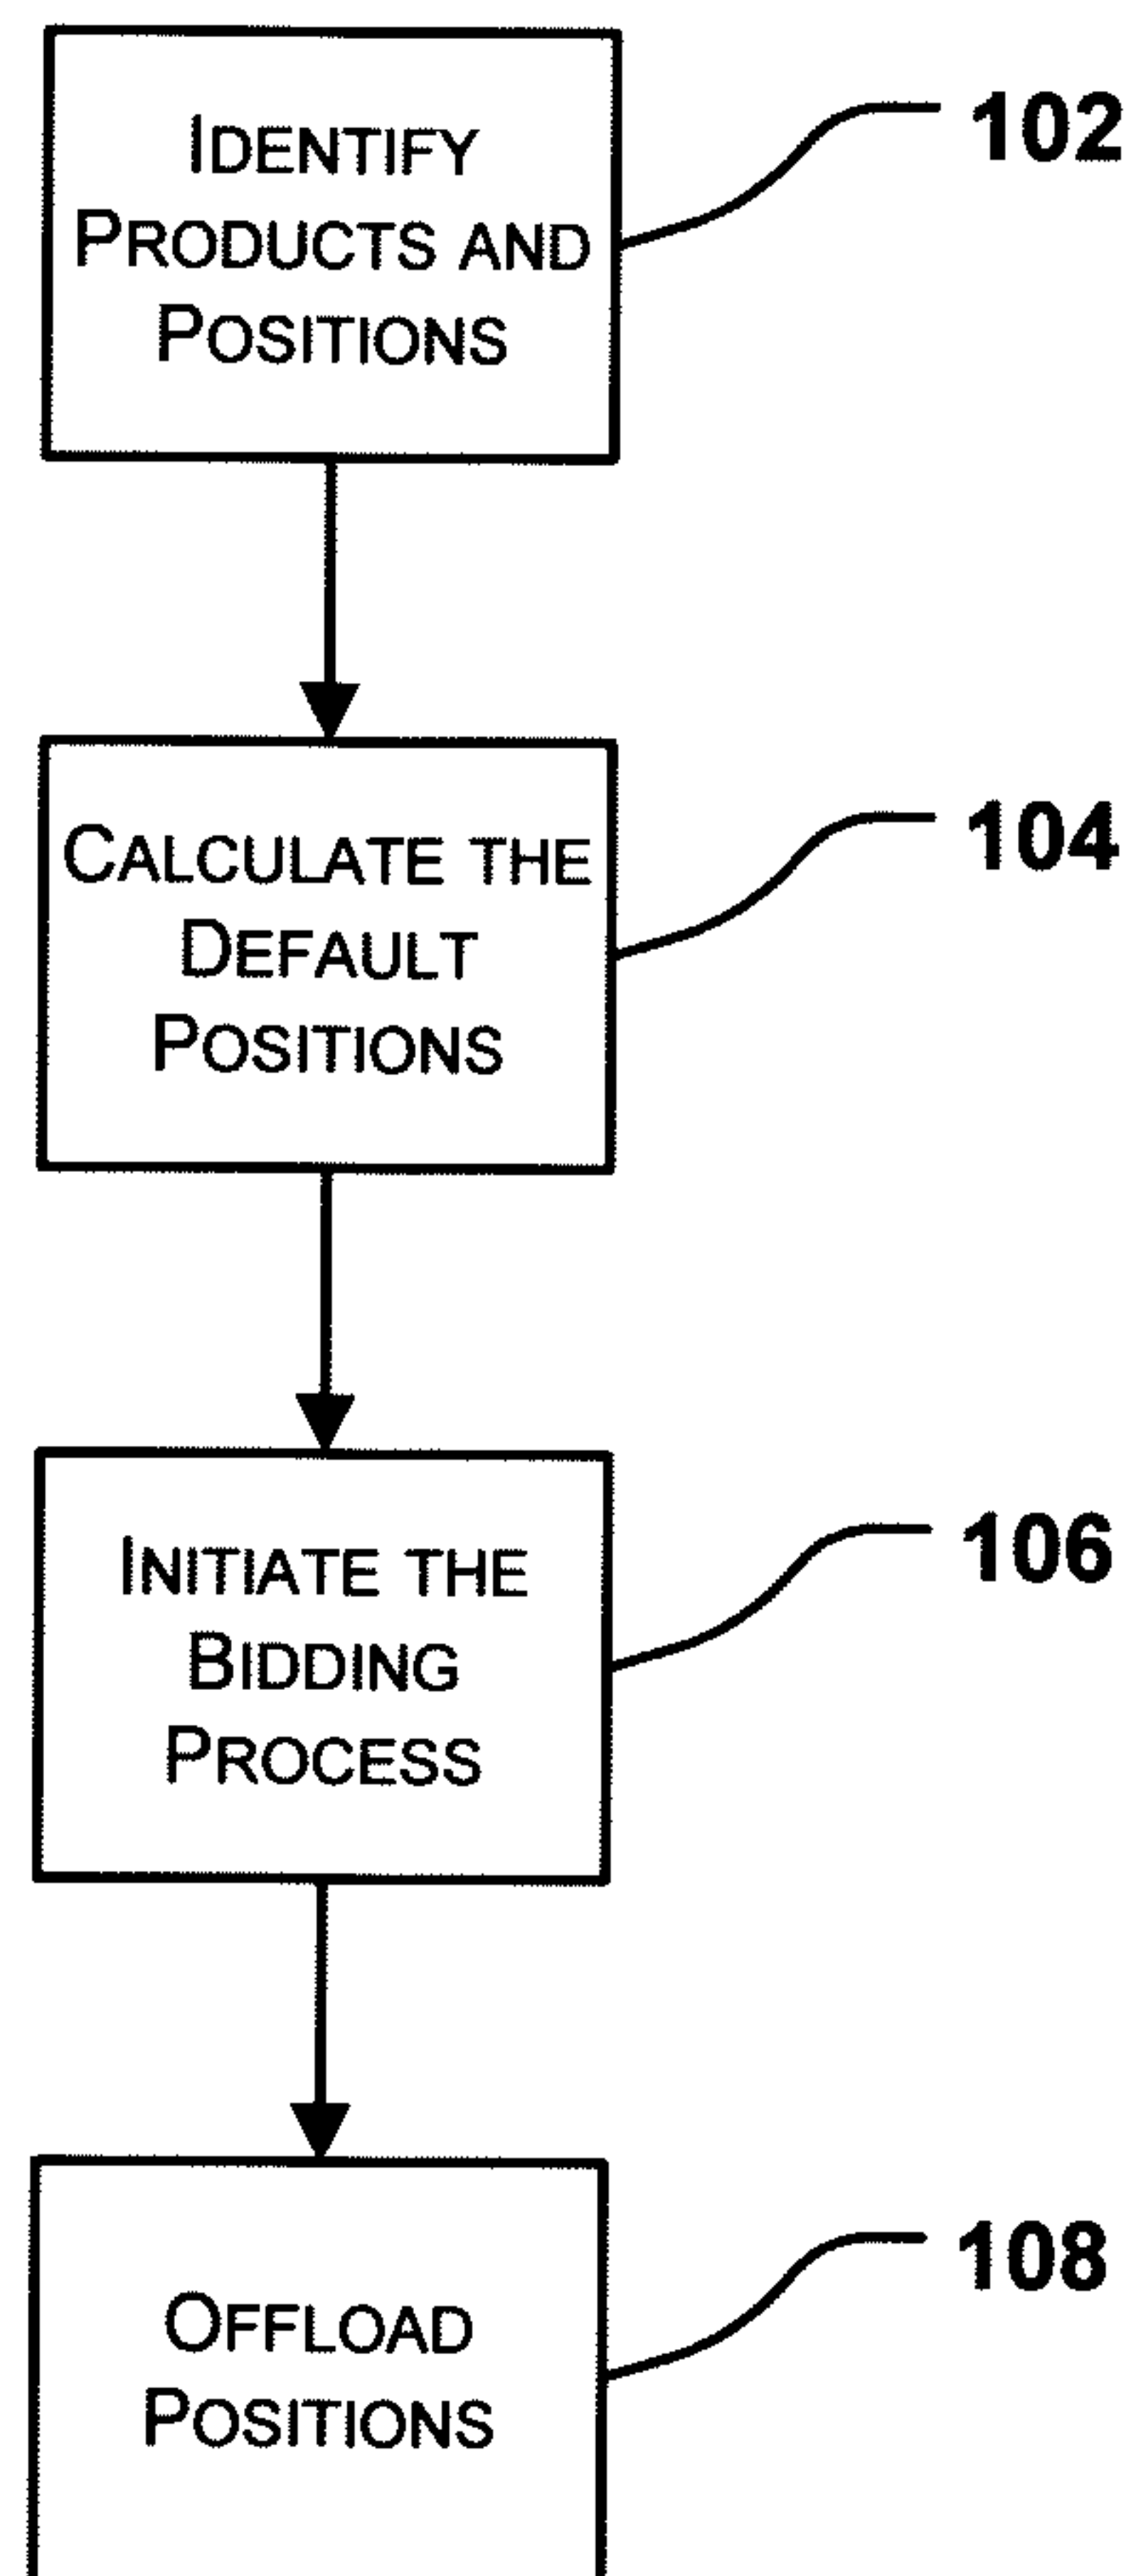 IDENTIFY
PRODUCTS AND
POSITIONS
102
CALCULATE THE
DEFAULT
POSITIONS
104
INITIATE THE
BIDDING
PROCESS
106
OFFLOAD
POSITIONS
108